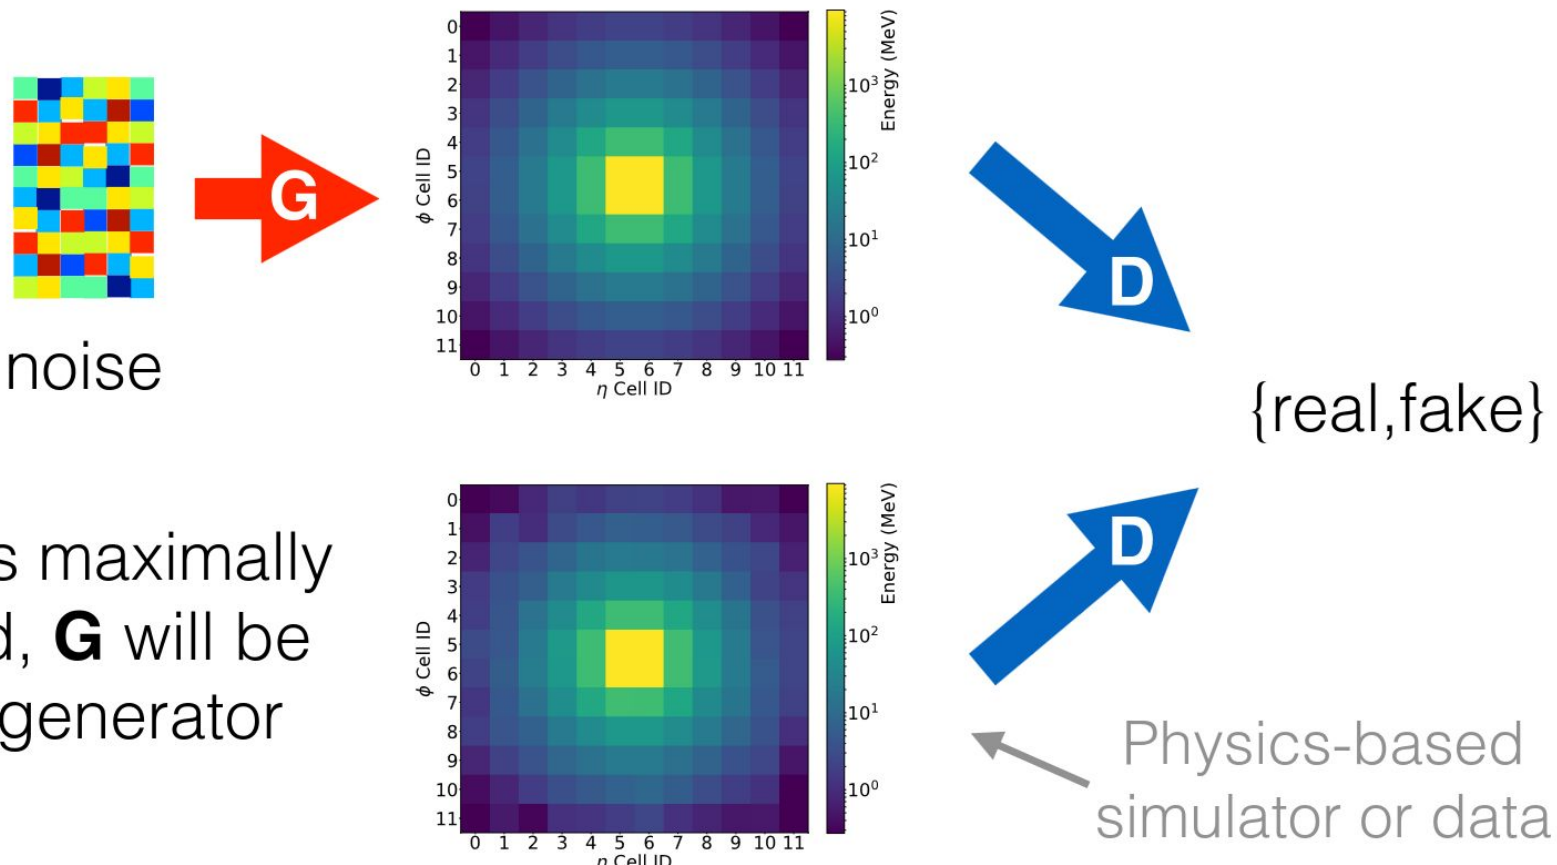 G
noise
0
1
2
3
4
5
6
7
8
9
10
11
ϕ Cell ID
0 1 2 3 4 5 6 7 8 9 10 11
η Cell ID
10³
10²
10¹
10⁰
Energy (MeV)
D
{real,fake}
s maximally
d, G will be
generator
0
1
2
3
4
5
6
7
8
9
10
11
ϕ Cell ID
0 1 2 3 4 5 6 7 8 9 10 11
η Cell ID
10³
10²
10¹
10⁰
Energy (MeV)
D
Physics-based
simulator or data